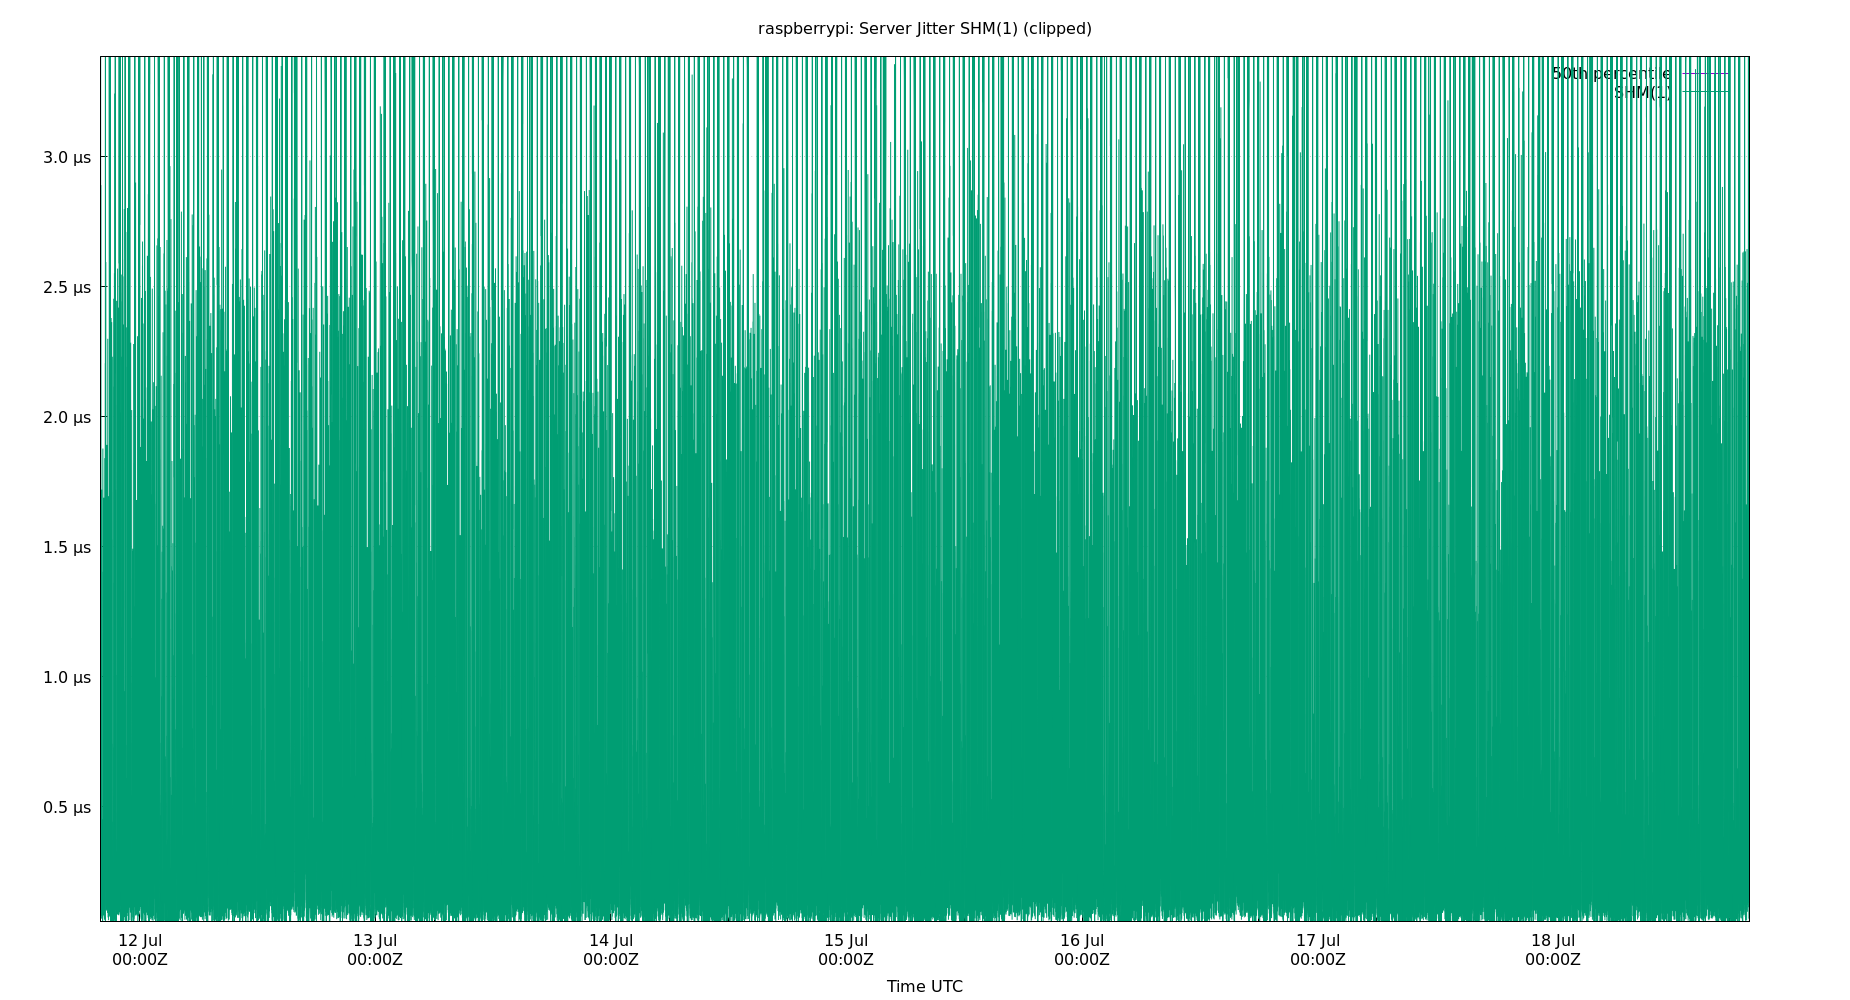 raspberrypi: Server Jitter SHM(1) (clipped)
50th percentile
SHM(1)
3.0 µs
2.5 µs
2.0 µs
1.5 µs
1.0 µs
0.5 µs
12 Jul 13 Jul 14 Jul 15 Jul 16 Jul 17 Jul 18 Jul
00:00Z 00:00Z 00:00Z 00:00Z 00:00Z 00:00Z 00:00Z
Time UTC